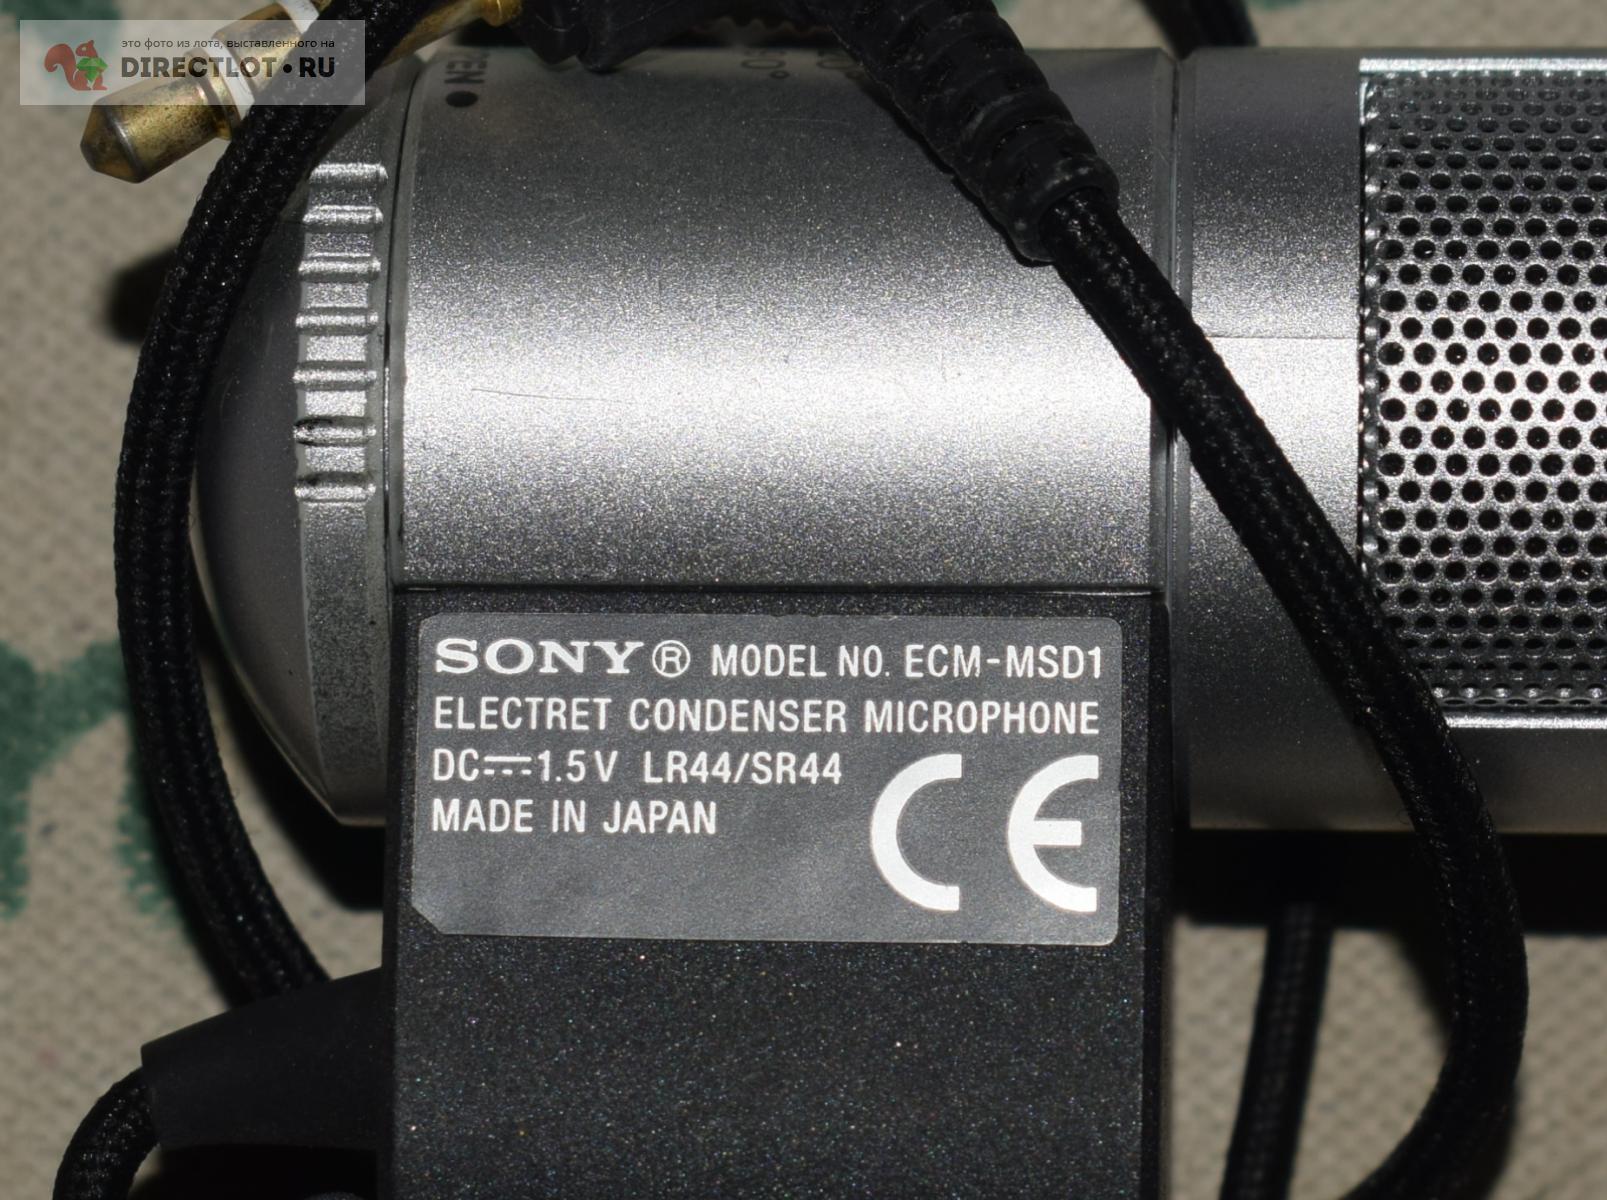 это фото из лота, выставленного на
DIRECTLOT•RU
SONY® MODEL NO. ECM-MSD1
ELECTRET CONDENSER MICROPHONE
DC⎓1.5V LR44/SR44
MADE IN JAPAN
CE